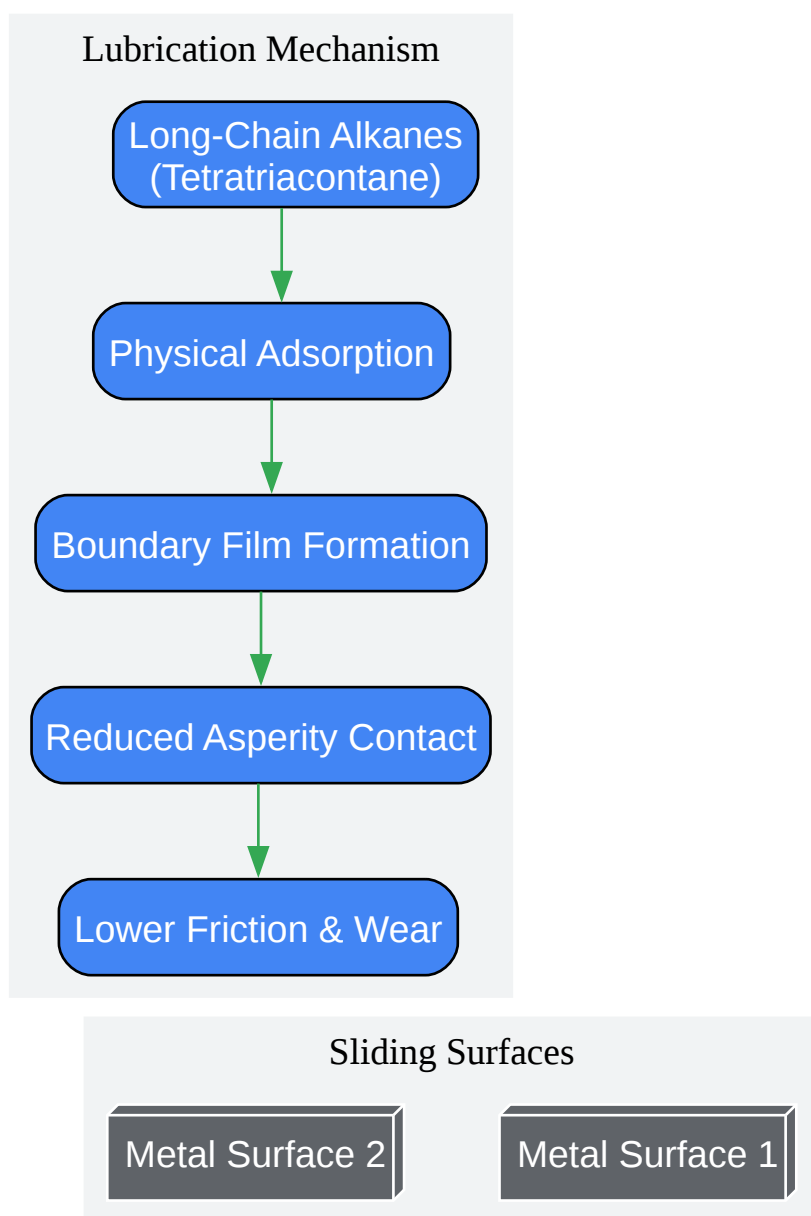 Lubrication Mechanism
Long-Chain Alkanes
(Tetratriacontane)
Physical Adsorption
Boundary Film Formation
Reduced Asperity Contact
Lower Friction & Wear
Sliding Surfaces
Metal Surface 2
Metal Surface 1